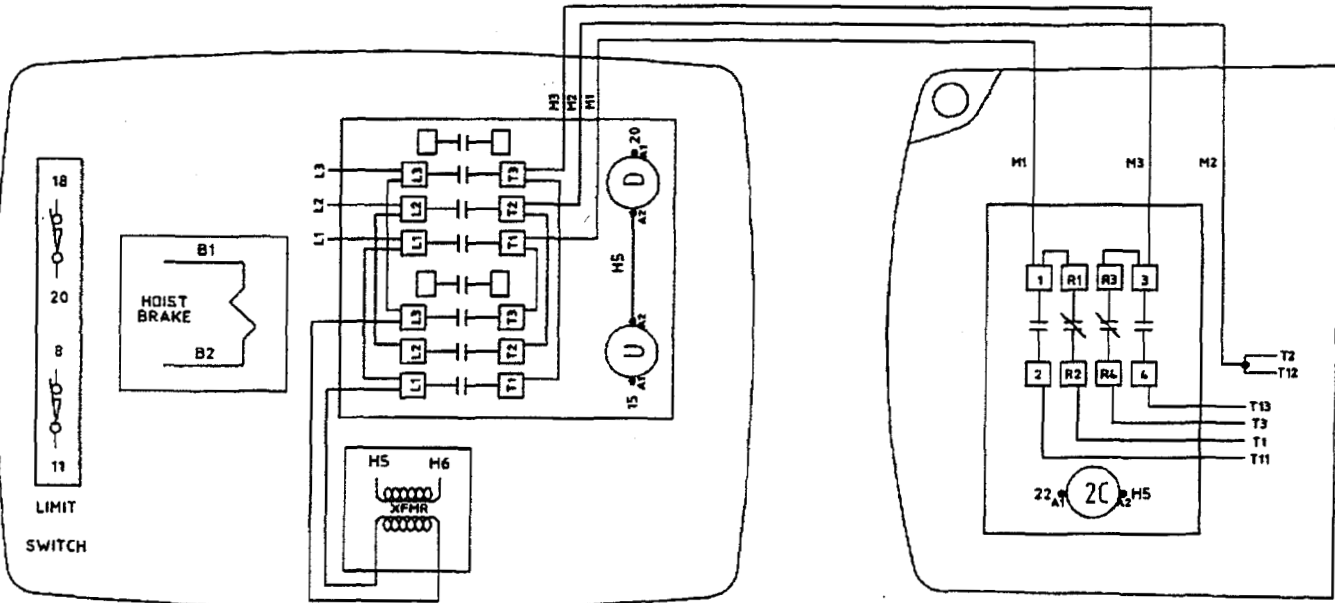 M3
M2
M1
18
20
8
11
LIMIT
SWITCH
B1
HOIST
BRAKE
B2
L3
L2
L1
L3
T3
L2
T2
L1
T1
L3
T3
L2
T2
L1
T1
20
A1
D
A2
H5
A2
U
A1
15
H5
H6
XFMR
M1
M3
M2
1
R1
R3
3
2
R2
R4
4
T2
T12
T13
T3
T1
T11
22
A1
2C
A2
H5